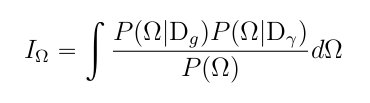 I_Ω = ∫ P(Ω|D_g)P(Ω|D_γ) / P(Ω) dΩ